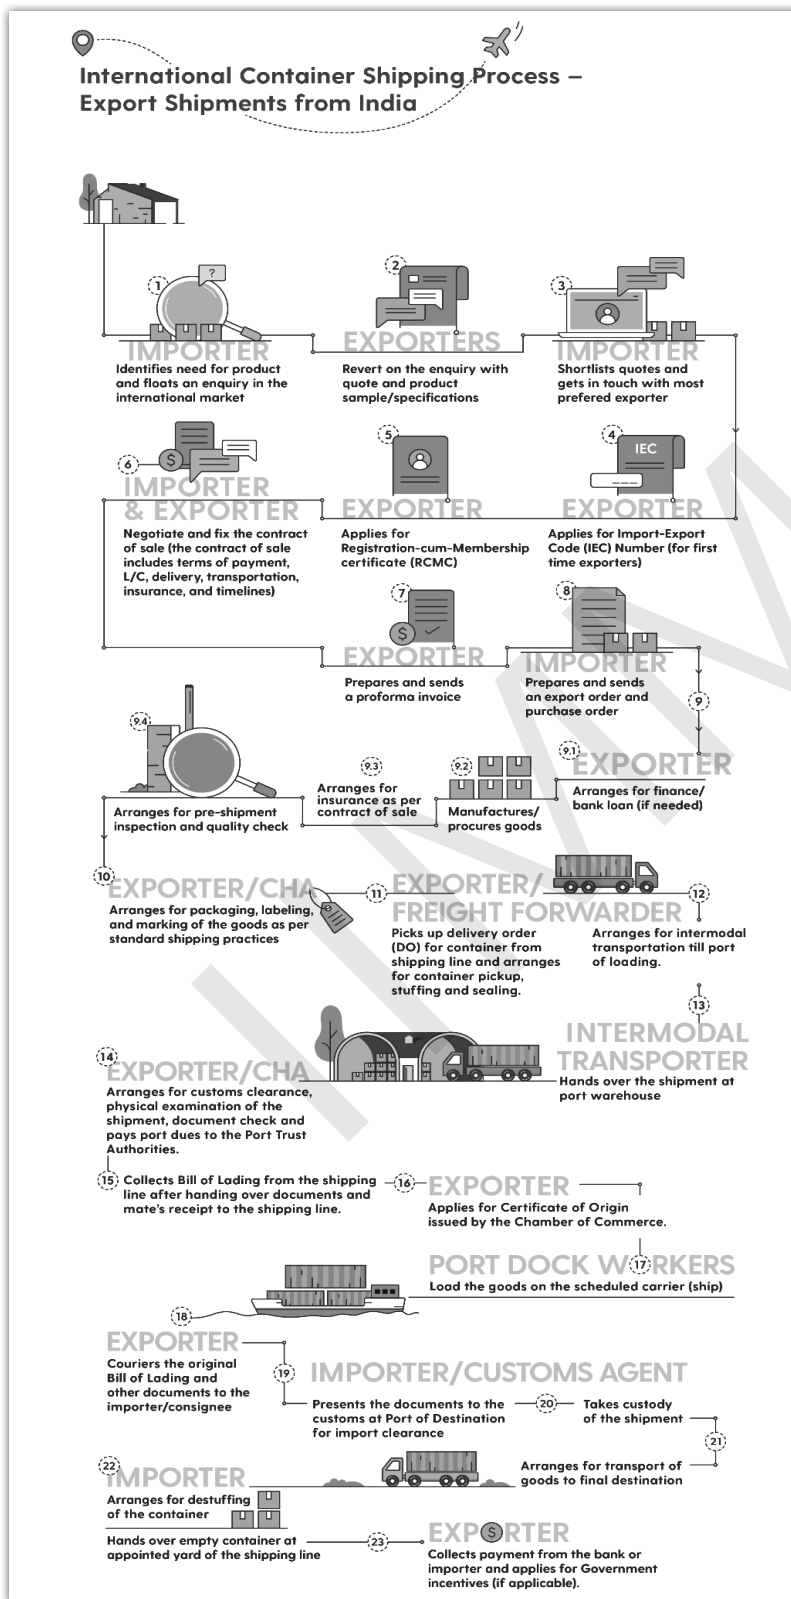 International Container Shipping Process –
Export Shipments from India
?
1
IMPORTER
Identifies need for product
and floats an enquiry in the
international market
2
EXPORTERS
Revert on the enquiry with
quote and product
sample/specifications
3
IMPORTER
Shortlists quotes and
gets in touch with most
prefered exporter
4
IEC
EXPORTER
Applies for Import-Export
Code (IEC) Number (for first
time exporters)
5
EXPORTER
Applies for
Registration-cum-Membership
certificate (RCMC)
6
$
IMPORTER
& EXPORTER
Negotiate and fix the contract
of sale (the contract of sale
includes terms of payment,
L/C, delivery, transportation,
insurance, and timelines)
7
$
EXPORTER
Prepares and sends
a proforma invoice
8
IMPORTER
Prepares and sends
an export order and
purchase order
9
9.1
EXPORTER
Arranges for finance/
bank loan (if needed)
9.2
Manufactures/
procures goods
9.3
Arranges for
insurance as per
contract of sale
9.4
Arranges for pre-shipment
inspection and quality check
10
EXPORTER/CHA
Arranges for packaging, labeling,
and marking of the goods as per
standard shipping practices
11
EXPORTER/
FREIGHT FORWARDER
Picks up delivery order
(DO) for container from
shipping line and arranges
for container pickup,
stuffing and sealing.
12
Arranges for intermodal
transportation till port
of loading.
13
INTERMODAL
TRANSPORTER
Hands over the shipment at
port warehouse
14
EXPORTER/CHA
Arranges for customs clearance,
physical examination of the
shipment, document check and
pays port dues to the Port Trust
Authorities.
15
Collects Bill of Lading from the shipping
line after handing over documents and
mate's receipt to the shipping line.
16
EXPORTER
Applies for Certificate of Origin
issued by the Chamber of Commerce.
17
PORT DOCK WORKERS
Load the goods on the scheduled carrier (ship)
18
EXPORTER
Couriers the original
Bill of Lading and
other documents to the
importer/consignee
19
IMPORTER/CUSTOMS AGENT
Presents the documents to the
customs at Port of Destination
for import clearance
20
Takes custody
of the shipment
21
Arranges for transport of
goods to final destination
22
IMPORTER
Arranges for destuffing
of the container
Hands over empty container at
appointed yard of the shipping line
23
EXP$RTER
Collects payment from the bank or
importer and applies for Government
incentives (if applicable).